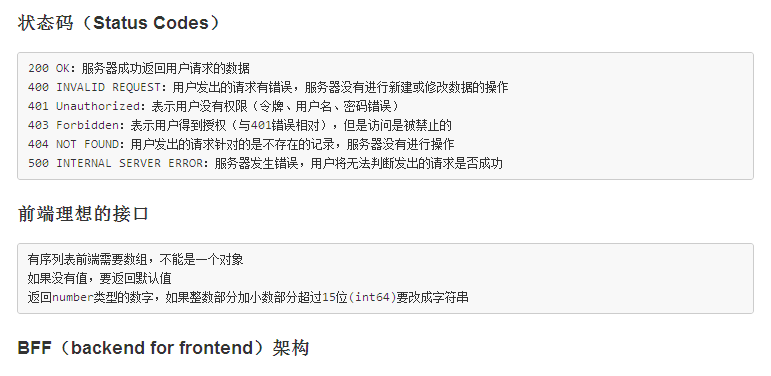 状态码（Status Codes）
200 OK：服务器成功返回用户请求的数据
400 INVALID REQUEST：用户发出的请求有错误，服务器没有进行新建或修改数据的操作
401 Unauthorized：表示用户没有权限（令牌、用户名、密码错误）
403 Forbidden：表示用户得到授权（与401错误相对），但是访问是被禁止的
404 NOT FOUND：用户发出的请求针对的是不存在的记录，服务器没有进行操作
500 INTERNAL SERVER ERROR：服务器发生错误，用户将无法判断发出的请求是否成功
前端理想的接口
有序列表前端需要数组，不能是一个对象
如果没有值，要返回默认值
返回number类型的数字，如果整数部分加小数部分超过15位(int64)要改成字符串
BFF（backend for frontend）架构